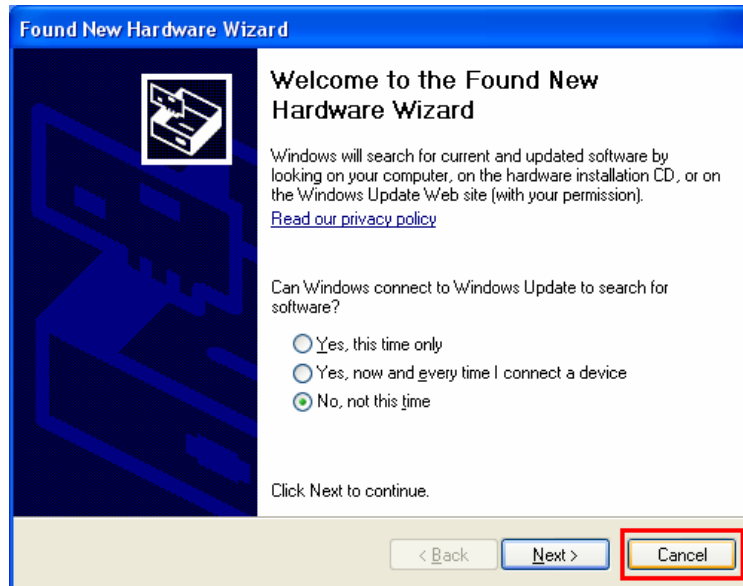 Found New Hardware Wizard
Welcome to the Found New
Hardware Wizard
Windows will search for current and updated software by
looking on your computer, on the hardware installation CD, or on
the Windows Update Web site (with your permission).
Read our privacy policy
Can Windows connect to Windows Update to search for
software?
Yes, this time only
Yes, now and every time I connect a device
No, not this time
Click Next to continue.
< Back Next > Cancel